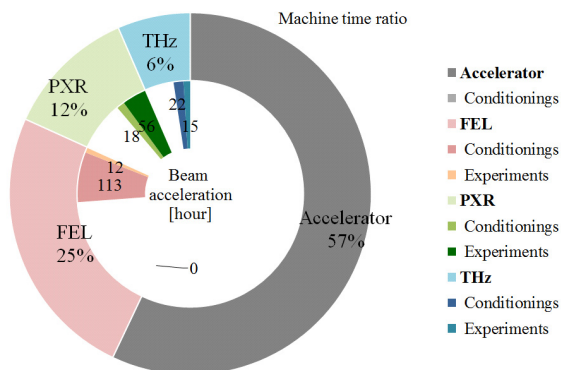 Machine time ratio
THz
6%
PXR
12%
22
15
56
18
12
113
Beam
acceleration
[hour]
Accelerator
57%
FEL
25%
0
Accelerator
Conditionings
FEL
Conditionings
Experiments
PXR
Conditionings
Experiments
THz
Conditionings
Experiments